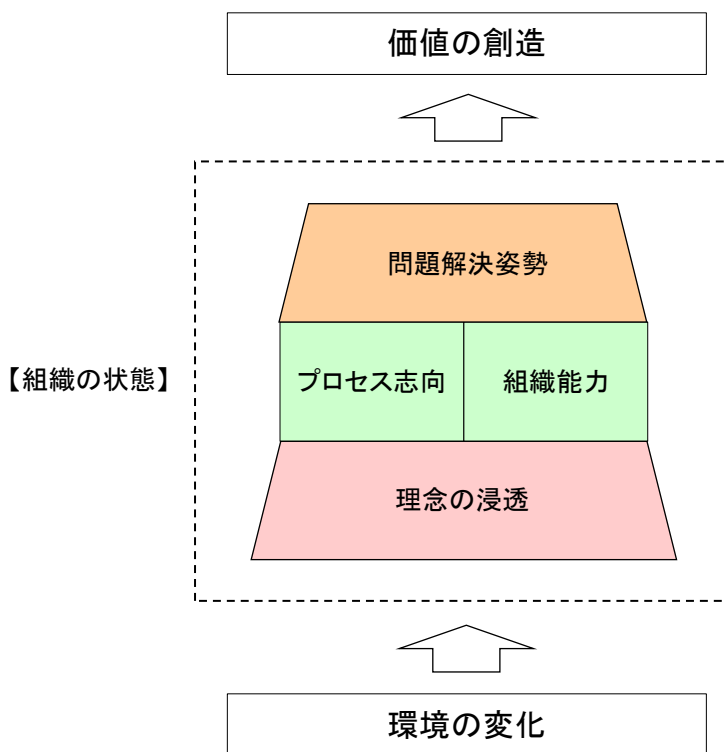 価値の創造
問題解決姿勢
【組織の状態】
プロセス志向
組織能力
理念の浸透
環境の変化